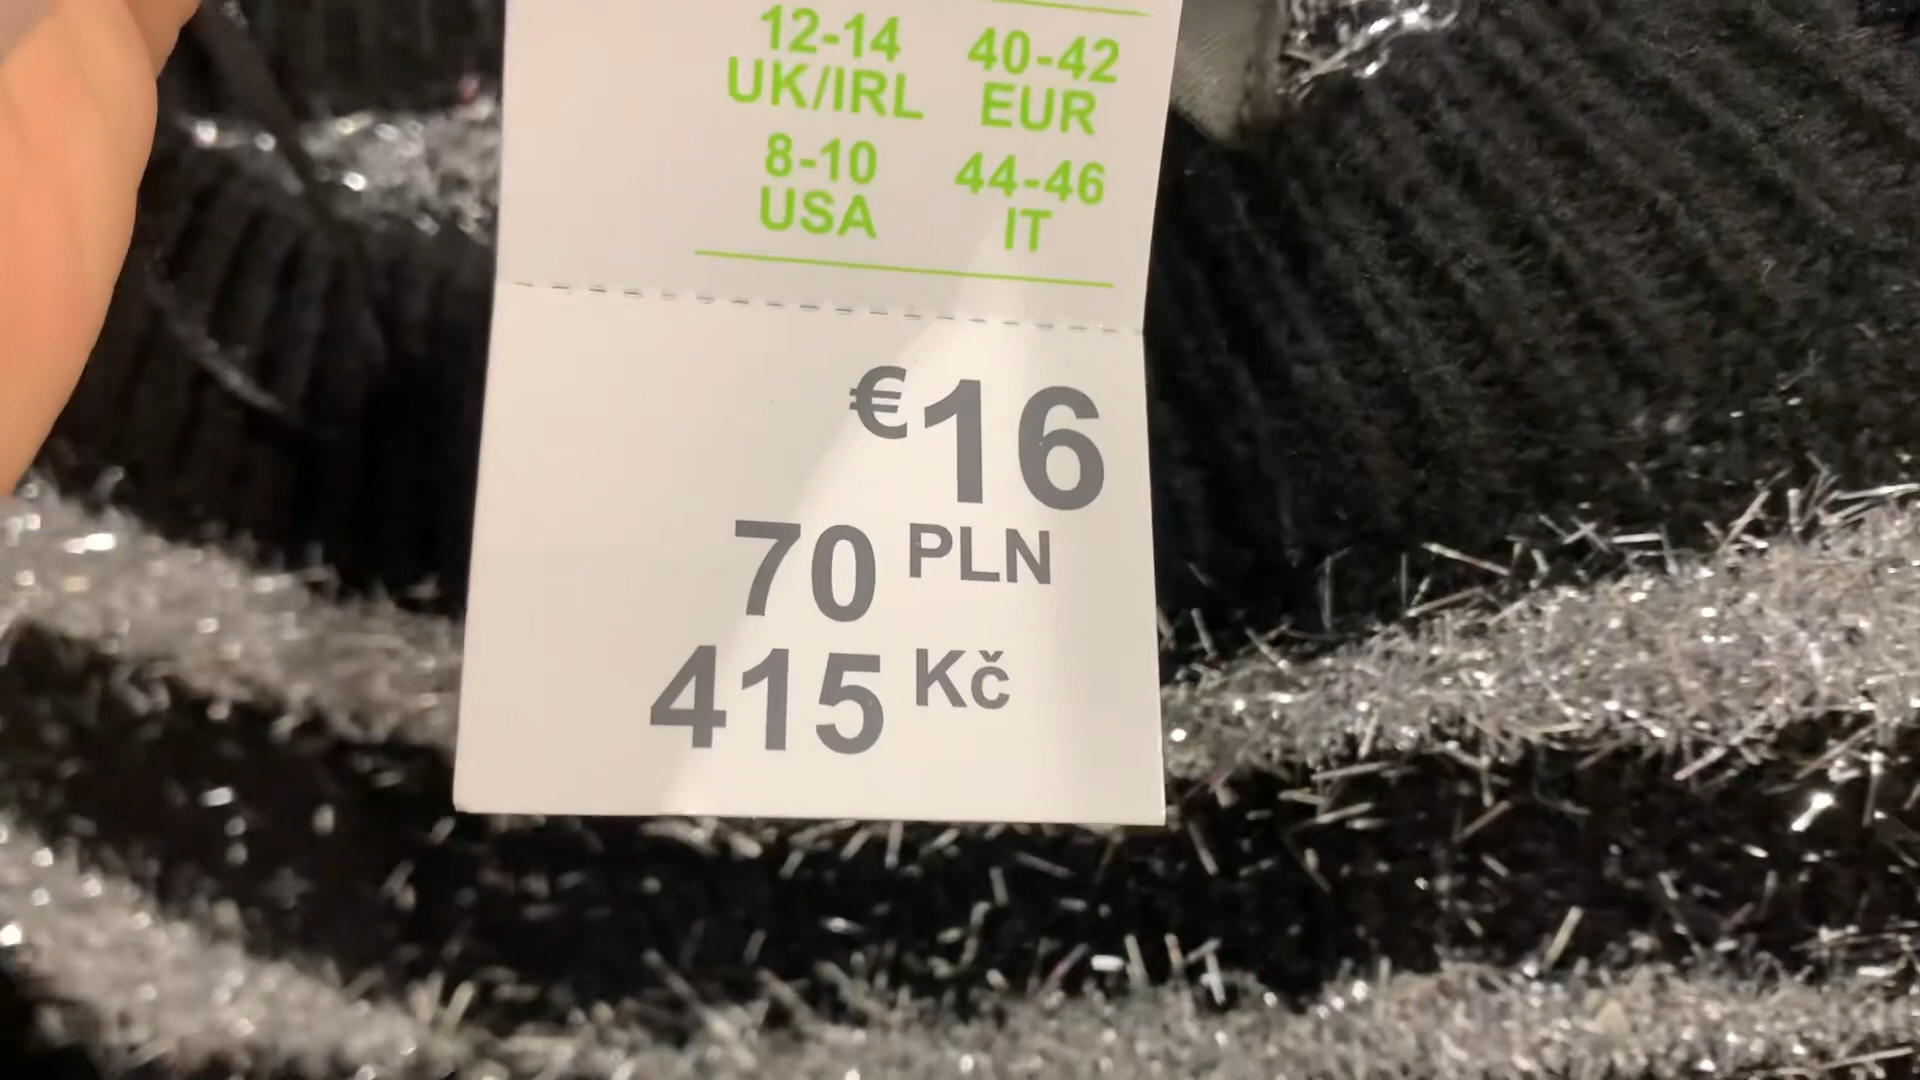 12-14 40-42
UK/IRL EUR
8-10 44-46
USA IT
€16
70 PLN
415 Kč